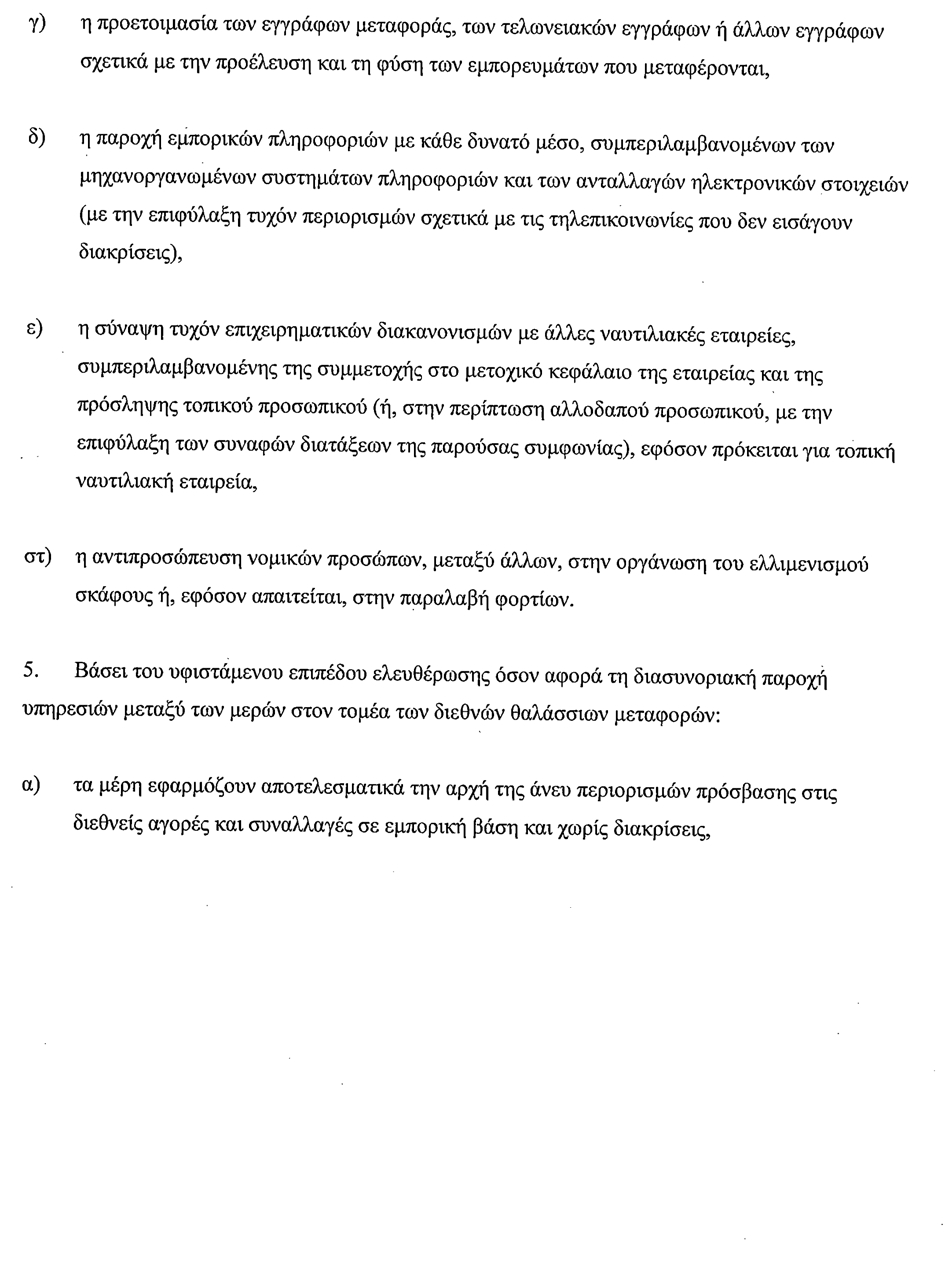 γ) η προετοιμασία των εγγράφων μεταφοράς, των τελωνειακών εγγράφων ή άλλων εγγράφων
σχετικά με την προέλευση και τη φύση των εμπορευμάτων που μεταφέρονται,
δ) η παροχή εμπορικών πληροφοριών με κάθε δυνατό μέσο, συμπεριλαμβανομένων των
μηχανοργανωμένων συστημάτων πληροφοριών και των ανταλλαγών ηλεκτρονικών στοιχειών
(με την επιφύλαξη τυχόν περιορισμών σχετικά με τις τηλεπικοινωνίες που δεν εισάγουν
διακρίσεις),
ε) η σύναψη τυχόν επιχειρηματικών διακανονισμών με άλλες ναυτιλιακές εταιρείες,
συμπεριλαμβανομένης της συμμετοχής στο μετοχικό κεφάλαιο της εταιρείας και της
πρόσληψης τοπικού προσωπικού (ή, στην περίπτωση αλλοδαπού προσωπικού, με την
επιφύλαξη των συναφών διατάξεων της παρούσας συμφωνίας), εφόσον πρόκειται για τοπική
ναυτιλιακή εταιρεία,
στ) η αντιπροσώπευση νομικών προσώπων, μεταξύ άλλων, στην οργάνωση του ελλιμενισμού
σκάφους ή, εφόσον απαιτείται, στην παραλαβή φορτίων.
5. Βάσει του υφιστάμενου επιπέδου ελευθέρωσης όσον αφορά τη διασυνοριακή παροχή
υπηρεσιών μεταξύ των μερών στον τομέα των διεθνών θαλάσσιων μεταφορών:
α) τα μέρη εφαρμόζουν αποτελεσματικά την αρχή της άνευ περιορισμών πρόσβασης στις
διεθνείς αγορές και συναλλαγές σε εμπορική βάση και χωρίς διακρίσεις,